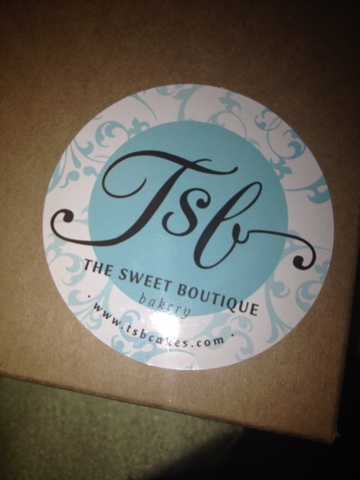 Tsb
THE SWEET BOUTIQUE
bakery
· www.tsbcakes.com ·